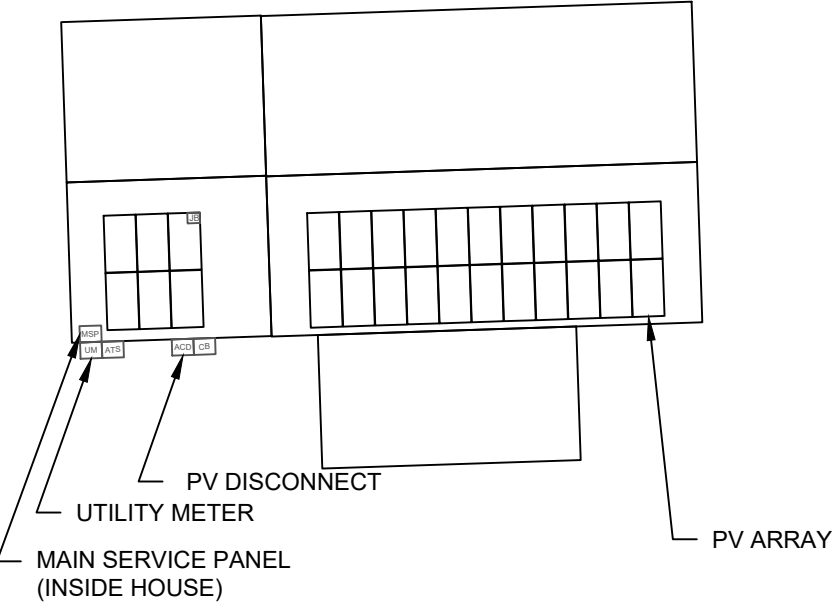 JB
MSP
UM ATS
ACD CB
PV DISCONNECT
UTILITY METER
PV ARRAY
MAIN SERVICE PANEL
(INSIDE HOUSE)